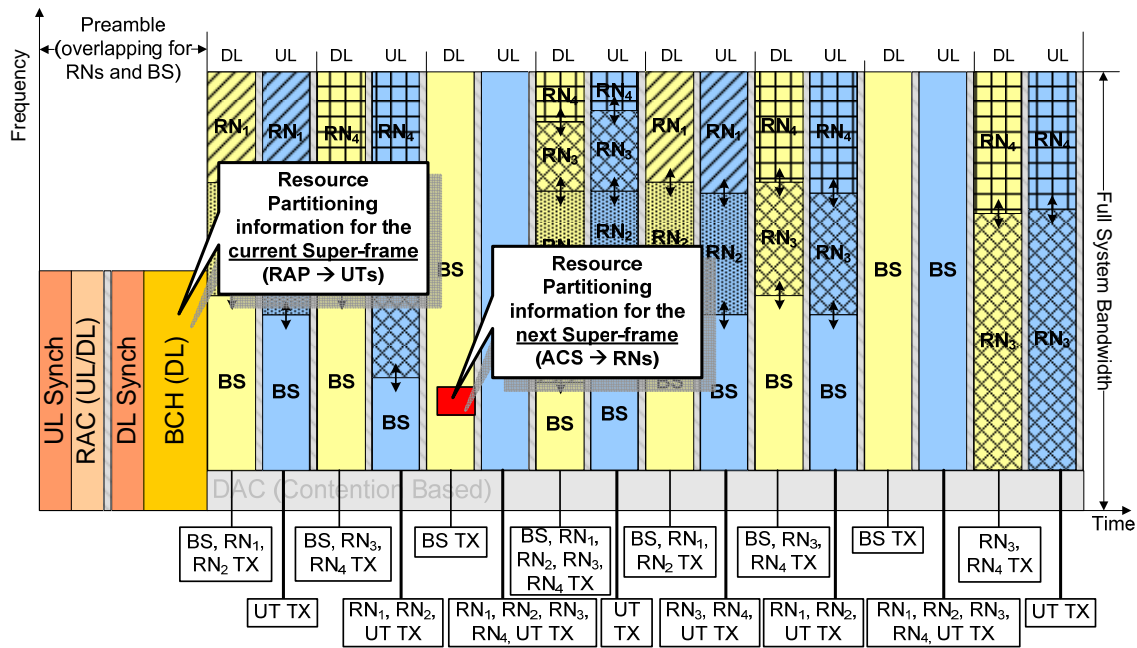 Preamble
(overlapping for
RNs and BS)
Frequency
DL UL DL UL DL UL DL UL DL UL DL UL DL UL DL UL
RN1 RN1 RN4 RN4 RN4 RN4 RN1 RN1 RN4 RN4 RN4 RN4
RN3 RN3
RN2 RN2 RN2
RN3 RN3
RN3 RN3
Resource
Partitioning
information for the
current Super-frame
(RAP → UTs)
Resource
Partitioning
information for the
next Super-frame
(ACS → RNs)
BS BS BS
BS BS BS BS BS BS BS BS BS BS
Full System Bandwidth
UL Synch
RAC (UL/DL)
DL Synch
BCH (DL)
DAC (Contention Based)
Time
BS, RN1,
RN2 TX
BS, RN3,
RN4 TX
BS TX
BS, RN1,
RN2, RN3,
RN4 TX
BS, RN1,
RN2 TX
BS, RN3,
RN4 TX
BS TX
RN3,
RN4 TX
UT TX
RN1, RN2,
UT TX
RN1, RN2, RN3,
RN4, UT TX
UT
TX
RN3, RN4,
UT TX
RN1, RN2,
UT TX
RN1, RN2, RN3,
RN4, UT TX
UT TX